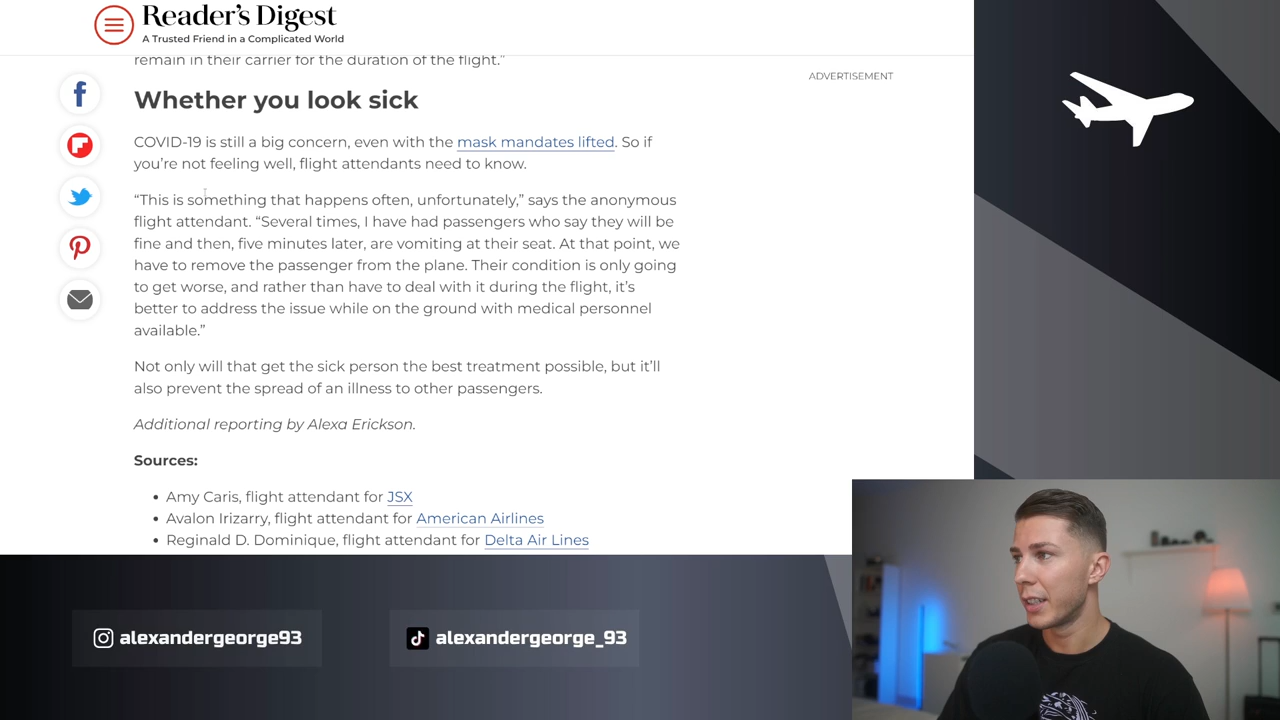 Reader's Digest
A Trusted Friend in a Complicated World
remain in their carrier for the duration of the flight.”
ADVERTISEMENT
Whether you look sick
COVID-19 is still a big concern, even with the mask mandates lifted. So if
you’re not feeling well, flight attendants need to know.
“This is something that happens often, unfortunately,” says the anonymous
flight attendant. “Several times, I have had passengers who say they will be
fine and then, five minutes later, are vomiting at their seat. At that point, we
have to remove the passenger from the plane. Their condition is only going
to get worse, and rather than have to deal with it during the flight, it’s
better to address the issue while on the ground with medical personnel
available.”
Not only will that get the sick person the best treatment possible, but it’ll
also prevent the spread of an illness to other passengers.
Additional reporting by Alexa Erickson.
Sources:
• Amy Caris, flight attendant for JSX
• Avalon Irizarry, flight attendant for American Airlines
• Reginald D. Dominique, flight attendant for Delta Air Lines
alexandergeorge93
alexandergeorge_93